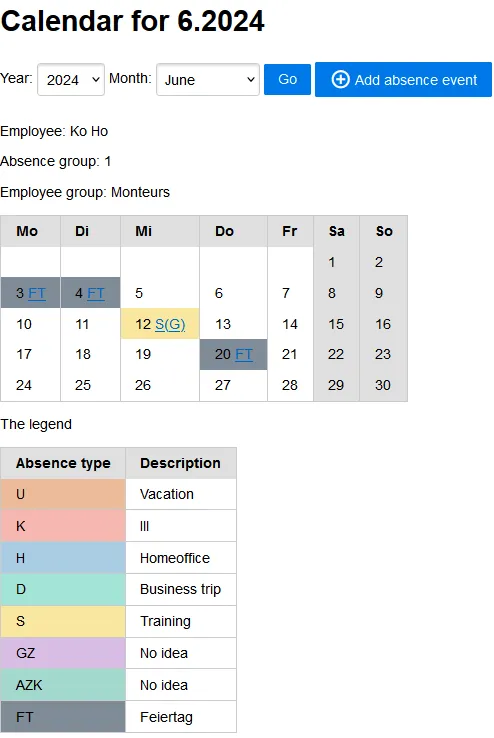 Calendar for 6.2024
Year: 2024 Month: June Go Add absence event
Employee: Ko Ho
Absence group: 1
Employee group: Monteurs
Mo Di Mi Do Fr Sa So
1 2
3 FT 4 FT 5 6 7 8 9
10 11 12 S(G) 13 14 15 16
17 18 19 20 FT 21 22 23
24 25 26 27 28 29 30
The legend
Absence type Description
U Vacation
K Ill
H Homeoffice
D Business trip
S Training
GZ No idea
AZK No idea
FT Feiertag